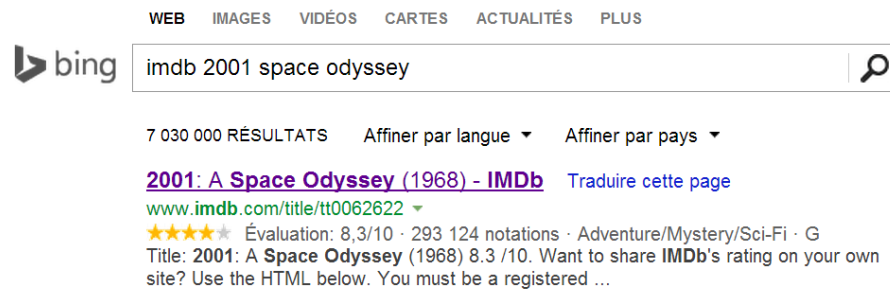 WEB IMAGES VIDÉOS CARTES ACTUALITÉS PLUS
bing imdb 2001 space odyssey
7 030 000 RÉSULTATS Affiner par langue Affiner par pays
2001: A Space Odyssey (1968) - IMDb Traduire cette page
www.imdb.com/title/tt0062622
Évaluation: 8,3/10 · 293 124 notations · Adventure/Mystery/Sci-Fi · G
Title: 2001: A Space Odyssey (1968) 8.3 /10. Want to share IMDb's rating on your own
site? Use the HTML below. You must be a registered ...